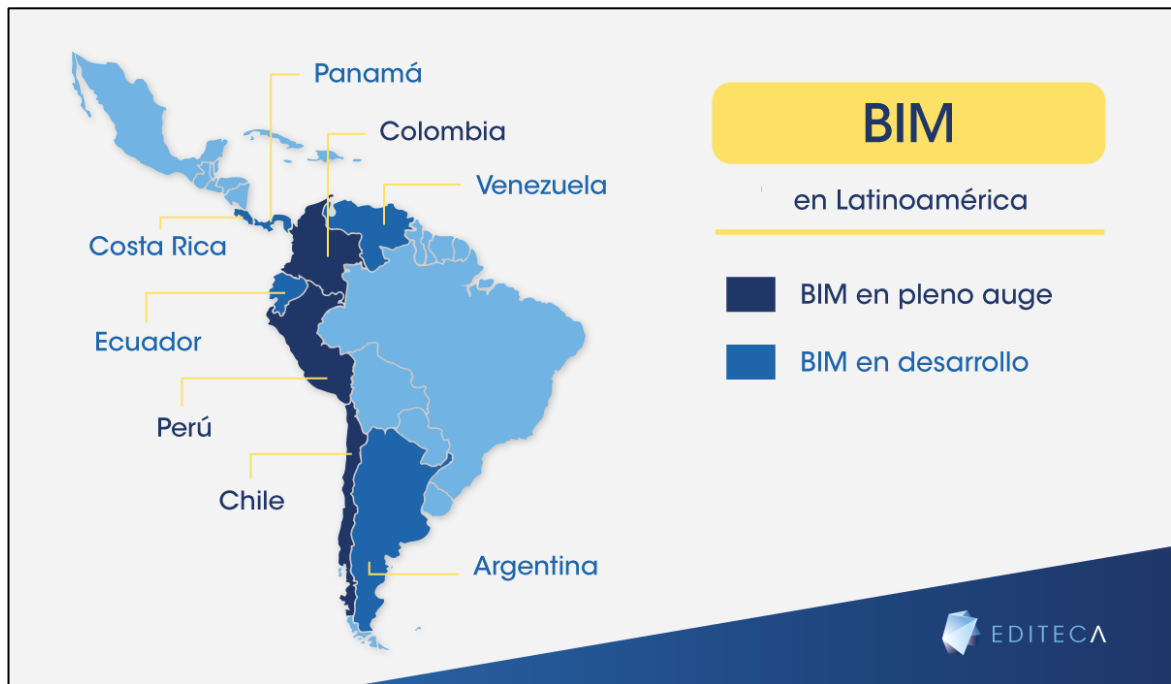 Panamá
Colombia
Venezuela
Costa Rica
Ecuador
Perú
Chile
Argentina
BIM
en Latinoamérica
BIM en pleno auge
BIM en desarrollo
EDITECA